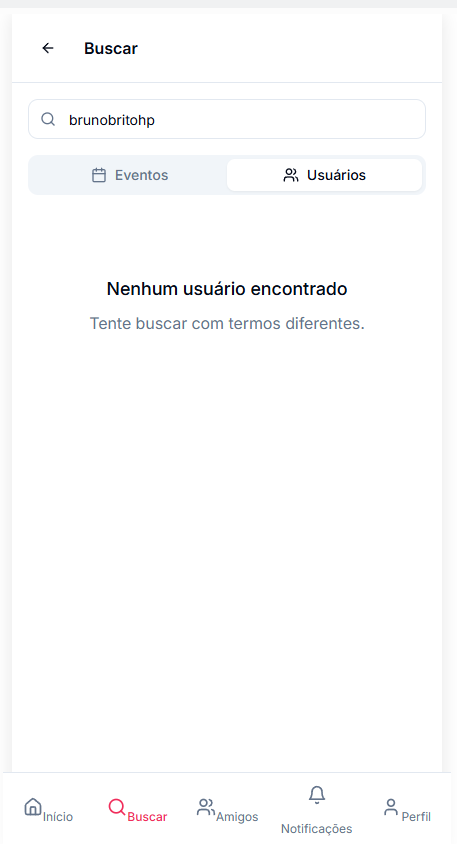 Buscar
brunobritohp
Eventos
Usuários
Nenhum usuário encontrado
Tente buscar com termos diferentes.
Início
Buscar
Amigos
Notificações
Perfil